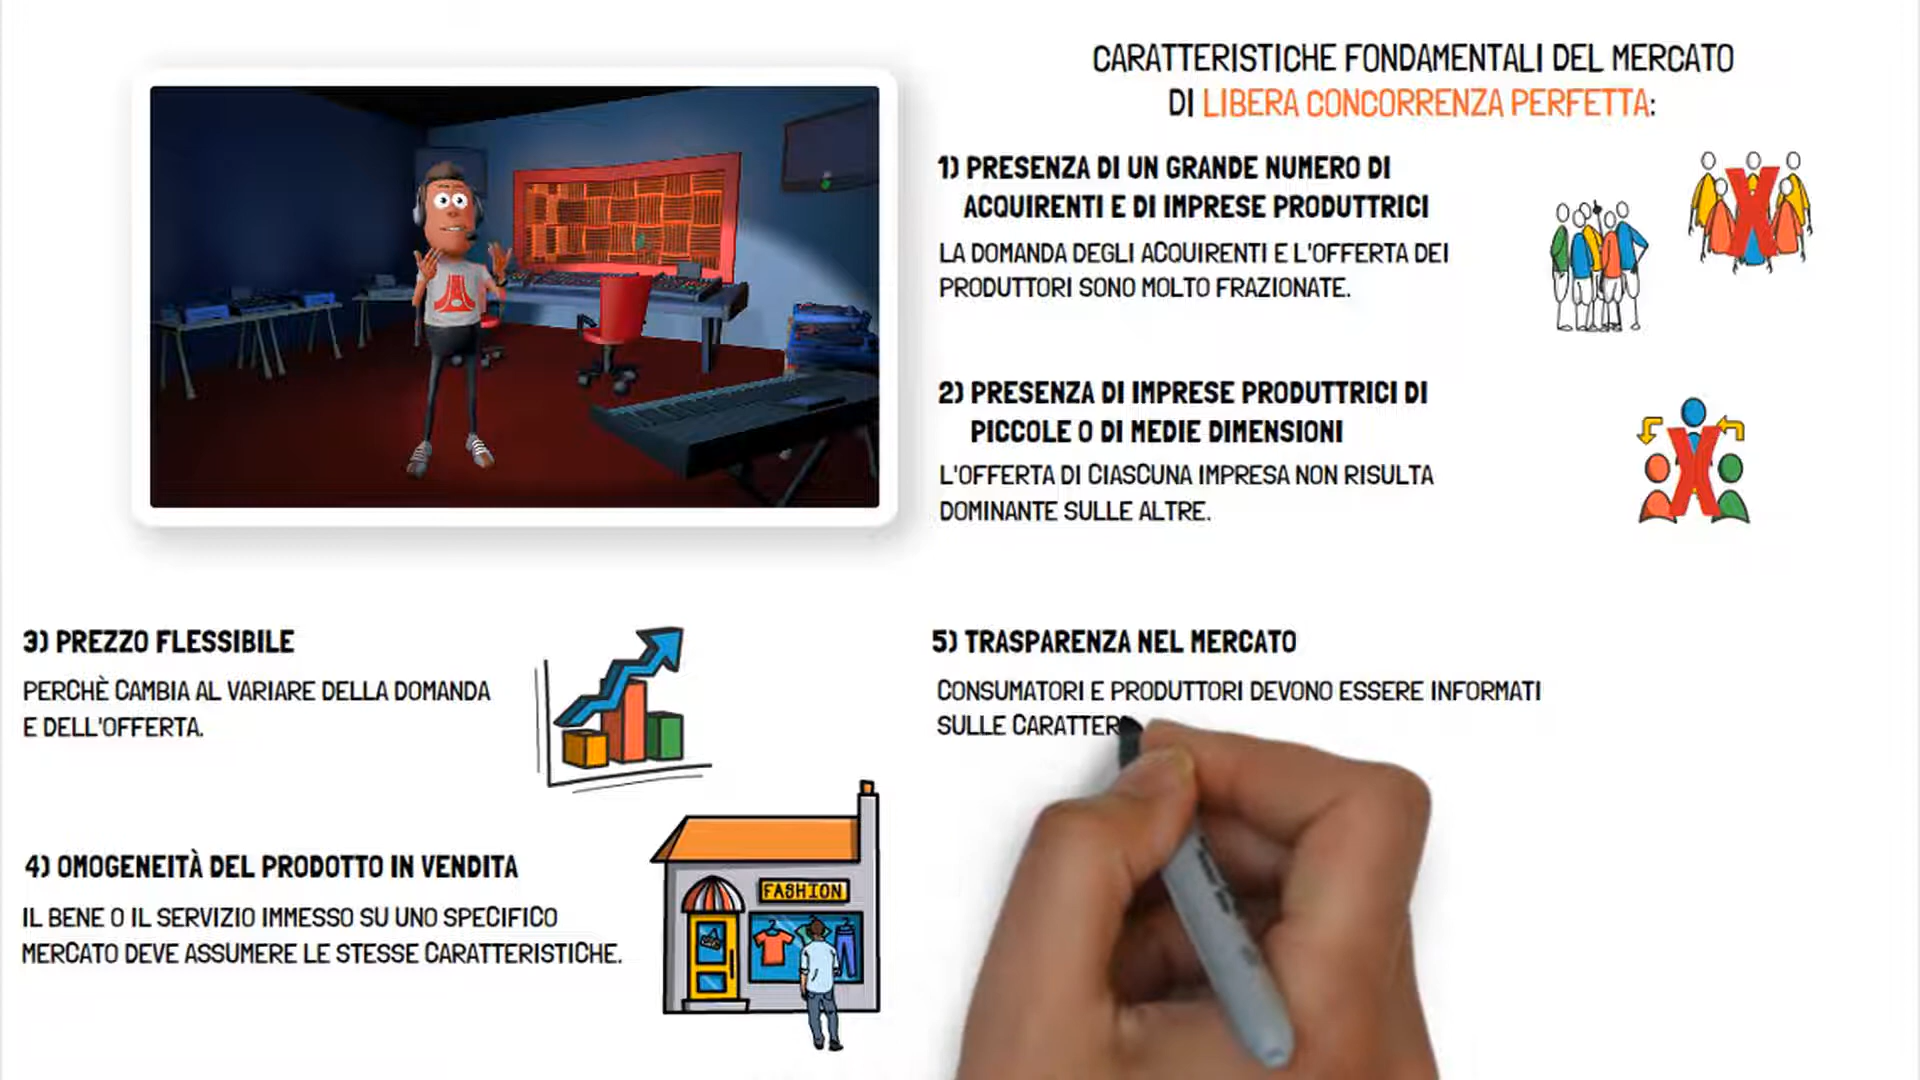 CARATTERISTICHE FONDAMENTALI DEL MERCATO
DI LIBERA CONCORRENZA PERFETTA:
1) PRESENZA DI UN GRANDE NUMERO DI
ACQUIRENTI E DI IMPRESE PRODUTTRICI
LA DOMANDA DEGLI ACQUIRENTI E L'OFFERTA DEI
PRODUTTORI SONO MOLTO FRAZIONATE.
2) PRESENZA DI IMPRESE PRODUTTRICI DI
PICCOLE O DI MEDIE DIMENSIONI
L'OFFERTA DI CIASCUNA IMPRESA NON RISULTA
DOMINANTE SULLE ALTRE.
3) PREZZO FLESSIBILE
PERCHÈ CAMBIA AL VARIARE DELLA DOMANDA
E DELL'OFFERTA.
4) OMOGENEITÀ DEL PRODOTTO IN VENDITA
IL BENE O IL SERVIZIO IMMESSO SU UNO SPECIFICO
MERCATO DEVE ASSUMERE LE STESSE CARATTERISTICHE.
FASHION
5) TRASPARENZA NEL MERCATO
CONSUMATORI E PRODUTTORI DEVONO ESSERE INFORMATI
SULLE CARATTER